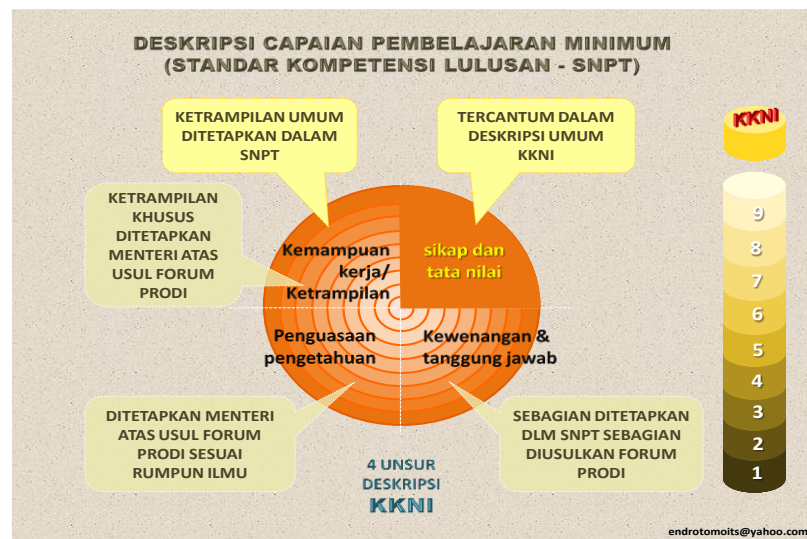 DESKRIPSI CAPAIAN PEMBELAJARAN MINIMUM
(STANDAR KOMPETENSI LULUSAN - SNPT)
KETRAMPILAN UMUM
DITETAPKAN DALAM
SNPT
TERCANTUM DALAM
DESKRIPSI UMUM
KKNI
KKNI
KETRAMPILAN
KHUSUS
DITETAPKAN
MENTERI ATAS
USUL FORUM
PRODI
Kemampuan
kerja/
Ketrampilan
sikap dan
tata nilai
Penguasaan
pengetahuan
Kewenangan &
tanggung jawab
DITETAPKAN MENTERI
ATAS USUL FORUM
PRODI SESUAI
RUMPUN ILMU
SEBAGIAN DITETAPKAN
DLM SNPT SEBAGIAN
DIUSULKAN FORUM
PRODI
4 UNSUR
DESKRIPSI
KKNI
9
8
7
6
5
4
3
2
1
endrotomoits@yahoo.com